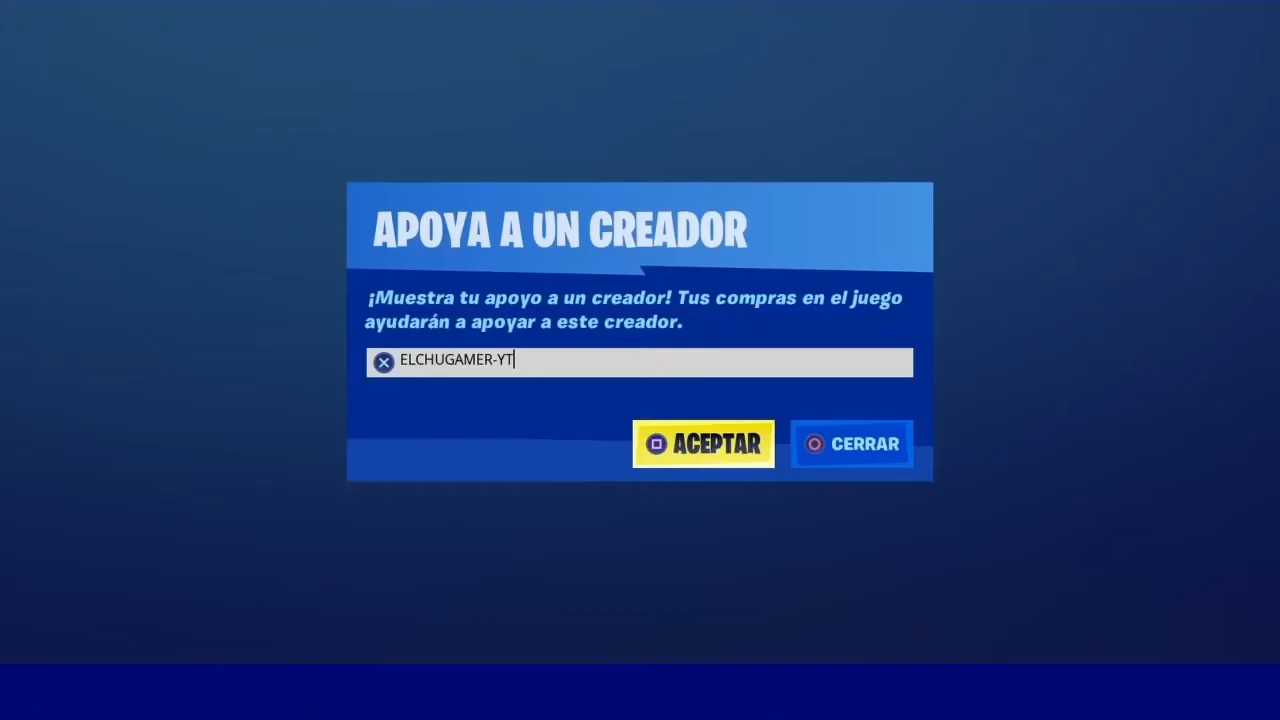 APOYA A UN CREADOR
¡Muestra tu apoyo a un creador! Tus compras en el juego
ayudarán a apoyar a este creador.
ELCHUGAMER-YT
ACEPTAR
CERRAR